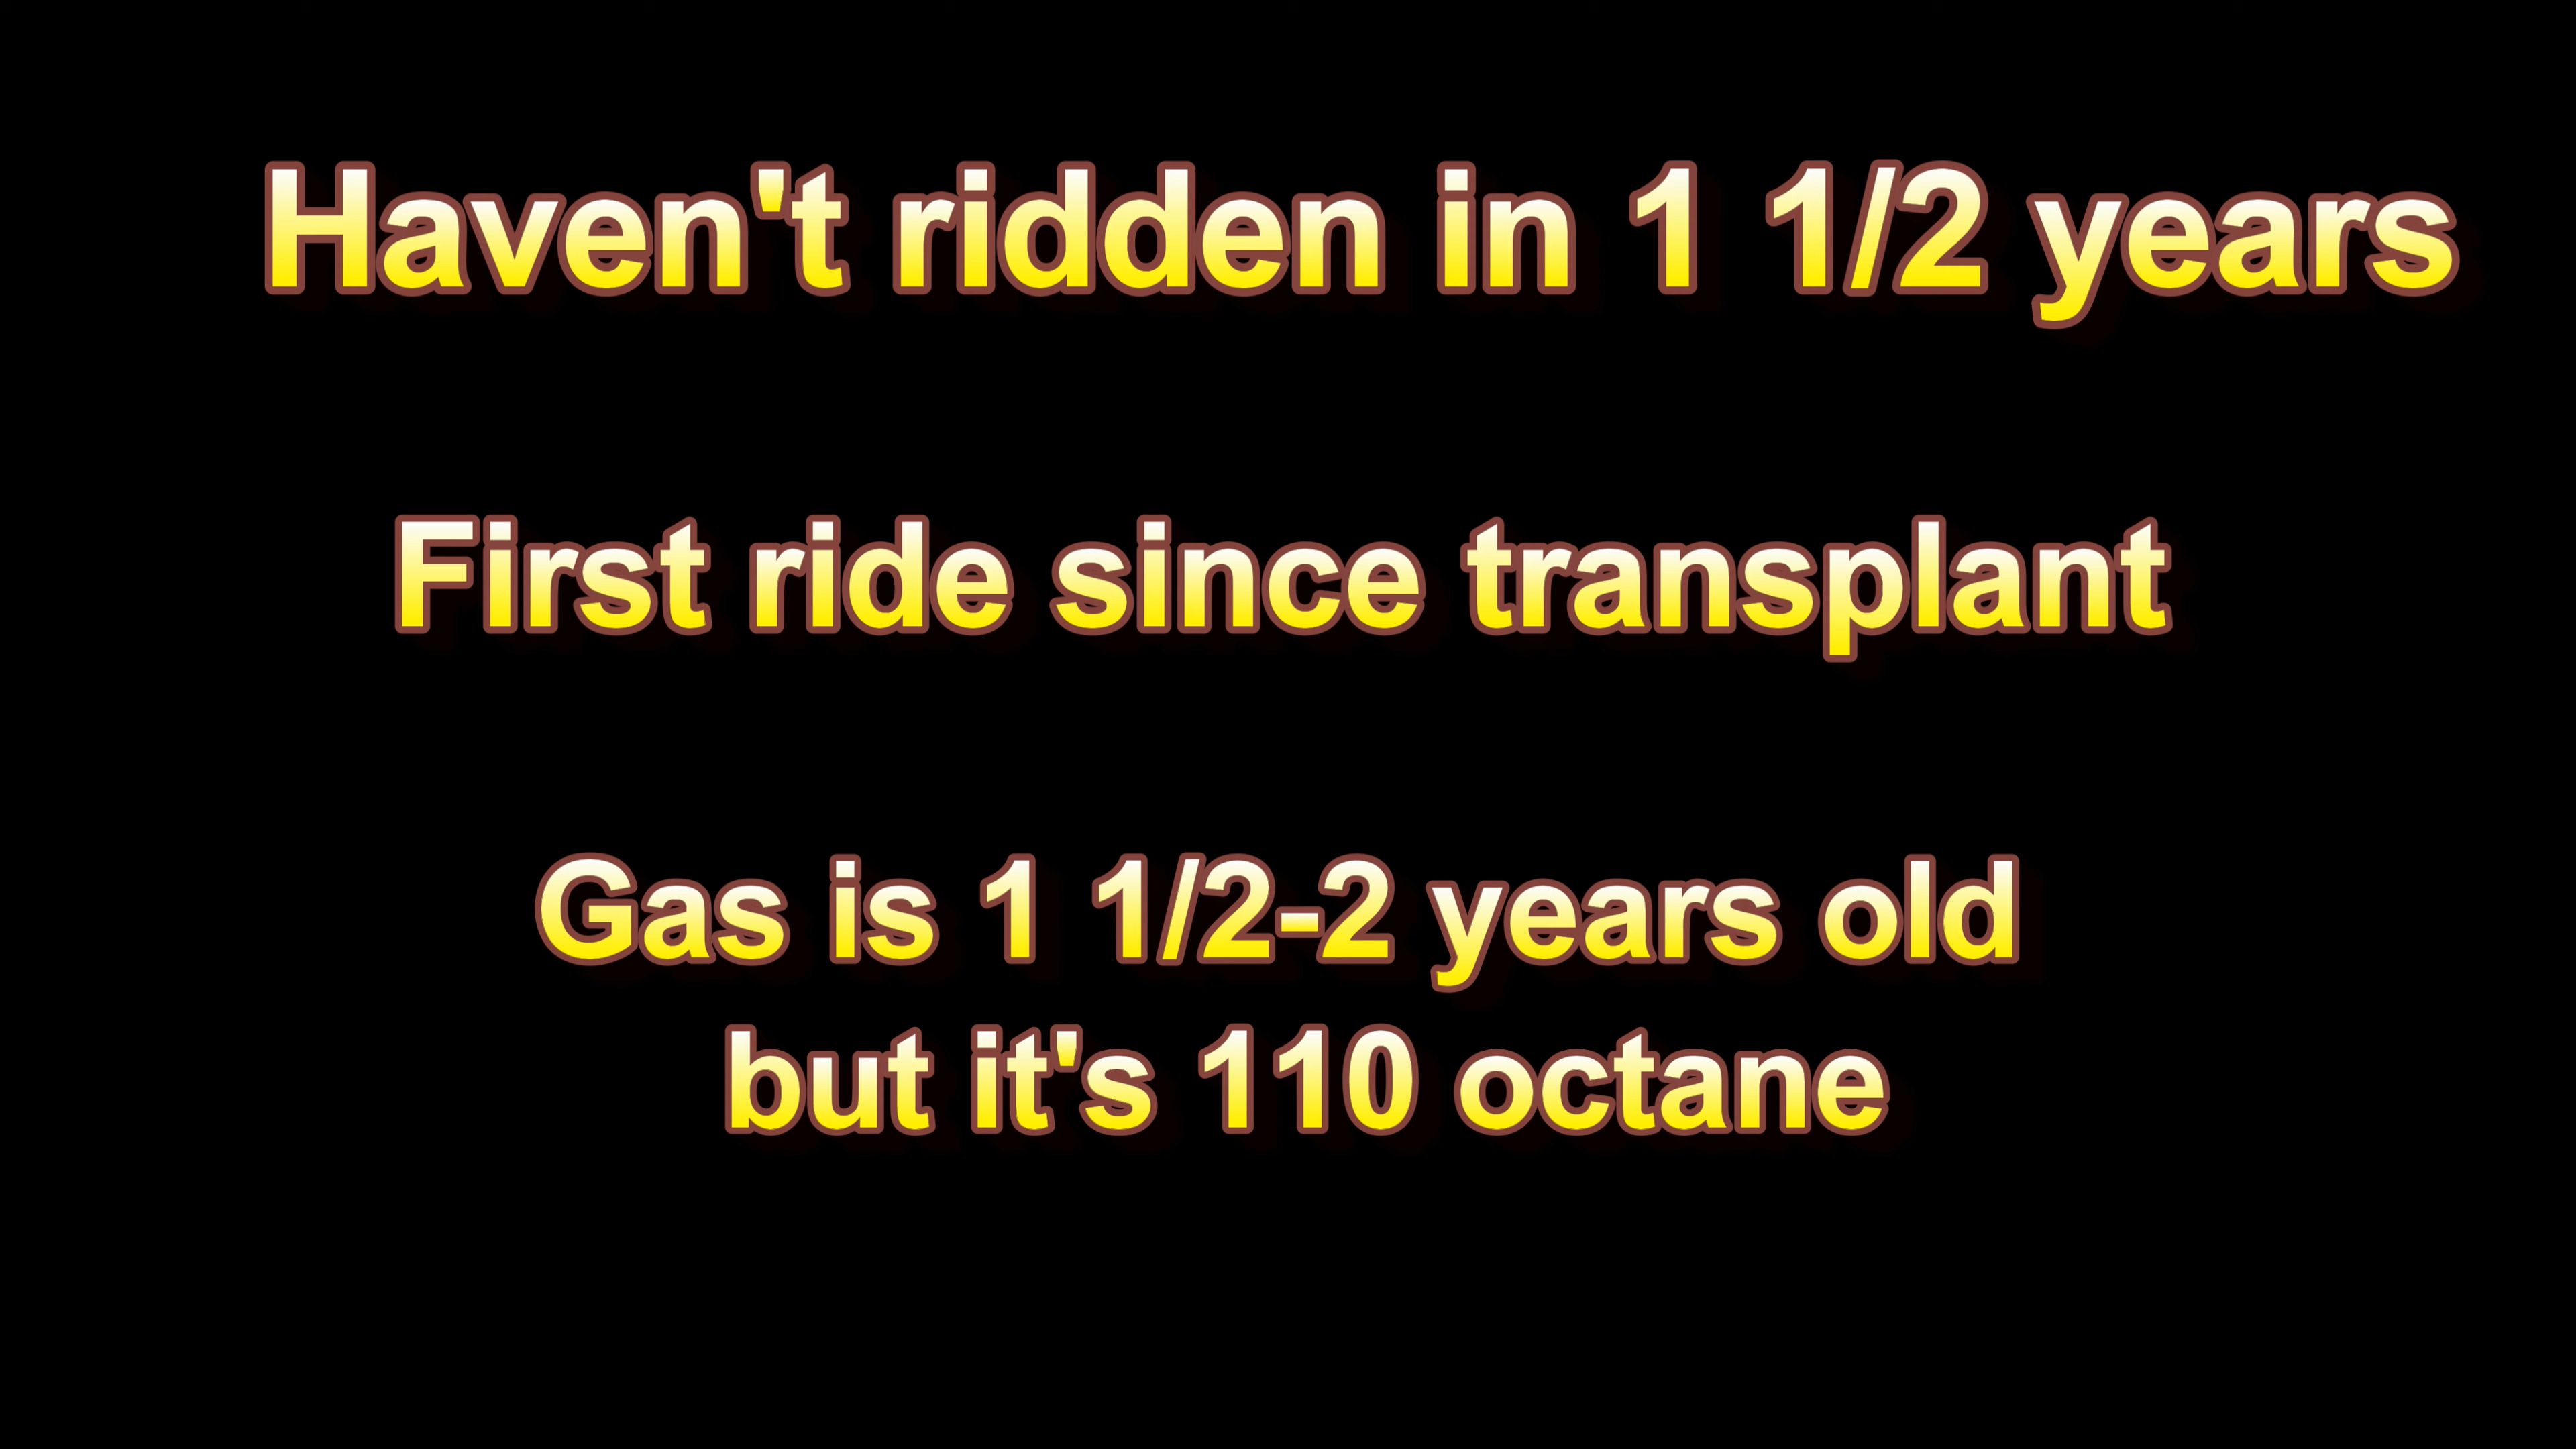 Haven't ridden in 1 1/2 years
First ride since transplant
Gas is 1 1/2-2 years old
but it's 110 octane